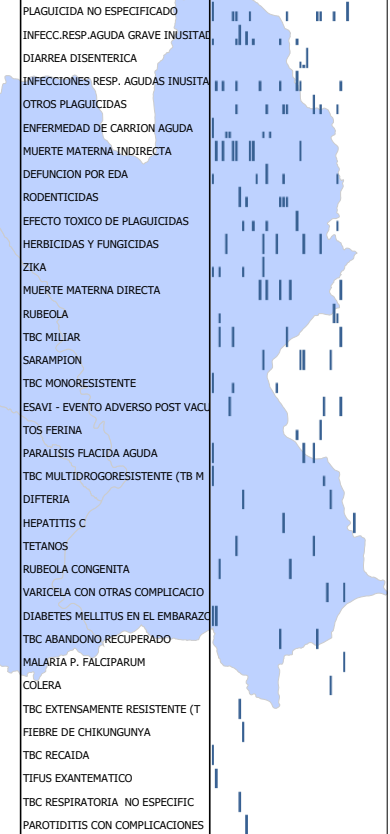 PLAGUICIDA NO ESPECIFICADO
INFECC.RESP.AGUDA GRAVE INUSITAD
DIARREA DISENTERICA
INFECCIONES RESP. AGUDAS INUSITA
OTROS PLAGUICIDAS
ENFERMEDAD DE CARRION AGUDA
MUERTE MATERNA INDIRECTA
DEFUNCION POR EDA
RODENTICIDAS
EFECTO TOXICO DE PLAGUICIDAS
HERBICIDAS Y FUNGICIDAS
ZIKA
MUERTE MATERNA DIRECTA
RUBEOLA
TBC MILIAR
SARAMPION
TBC MONORESISTENTE
ESAVI - EVENTO ADVERSO POST VACU
TOS FERINA
PARALISIS FLACIDA AGUDA
TBC MULTIDROGORESISTENTE (TB M
DIFTERIA
HEPATITIS C
TETANOS
RUBEOLA CONGENITA
VARICELA CON OTRAS COMPLICACIO
DIABETES MELLITUS EN EL EMBARAZO
TBC ABANDONO RECUPERADO
MALARIA P. FALCIPARUM
COLERA
TBC EXTENSAMENTE RESISTENTE (T
FIEBRE DE CHIKUNGUNYA
TBC RECAIDA
TIFUS EXANTEMATICO
TBC RESPIRATORIA  NO ESPECIFIC
PAROTIDITIS CON COMPLICACIONES